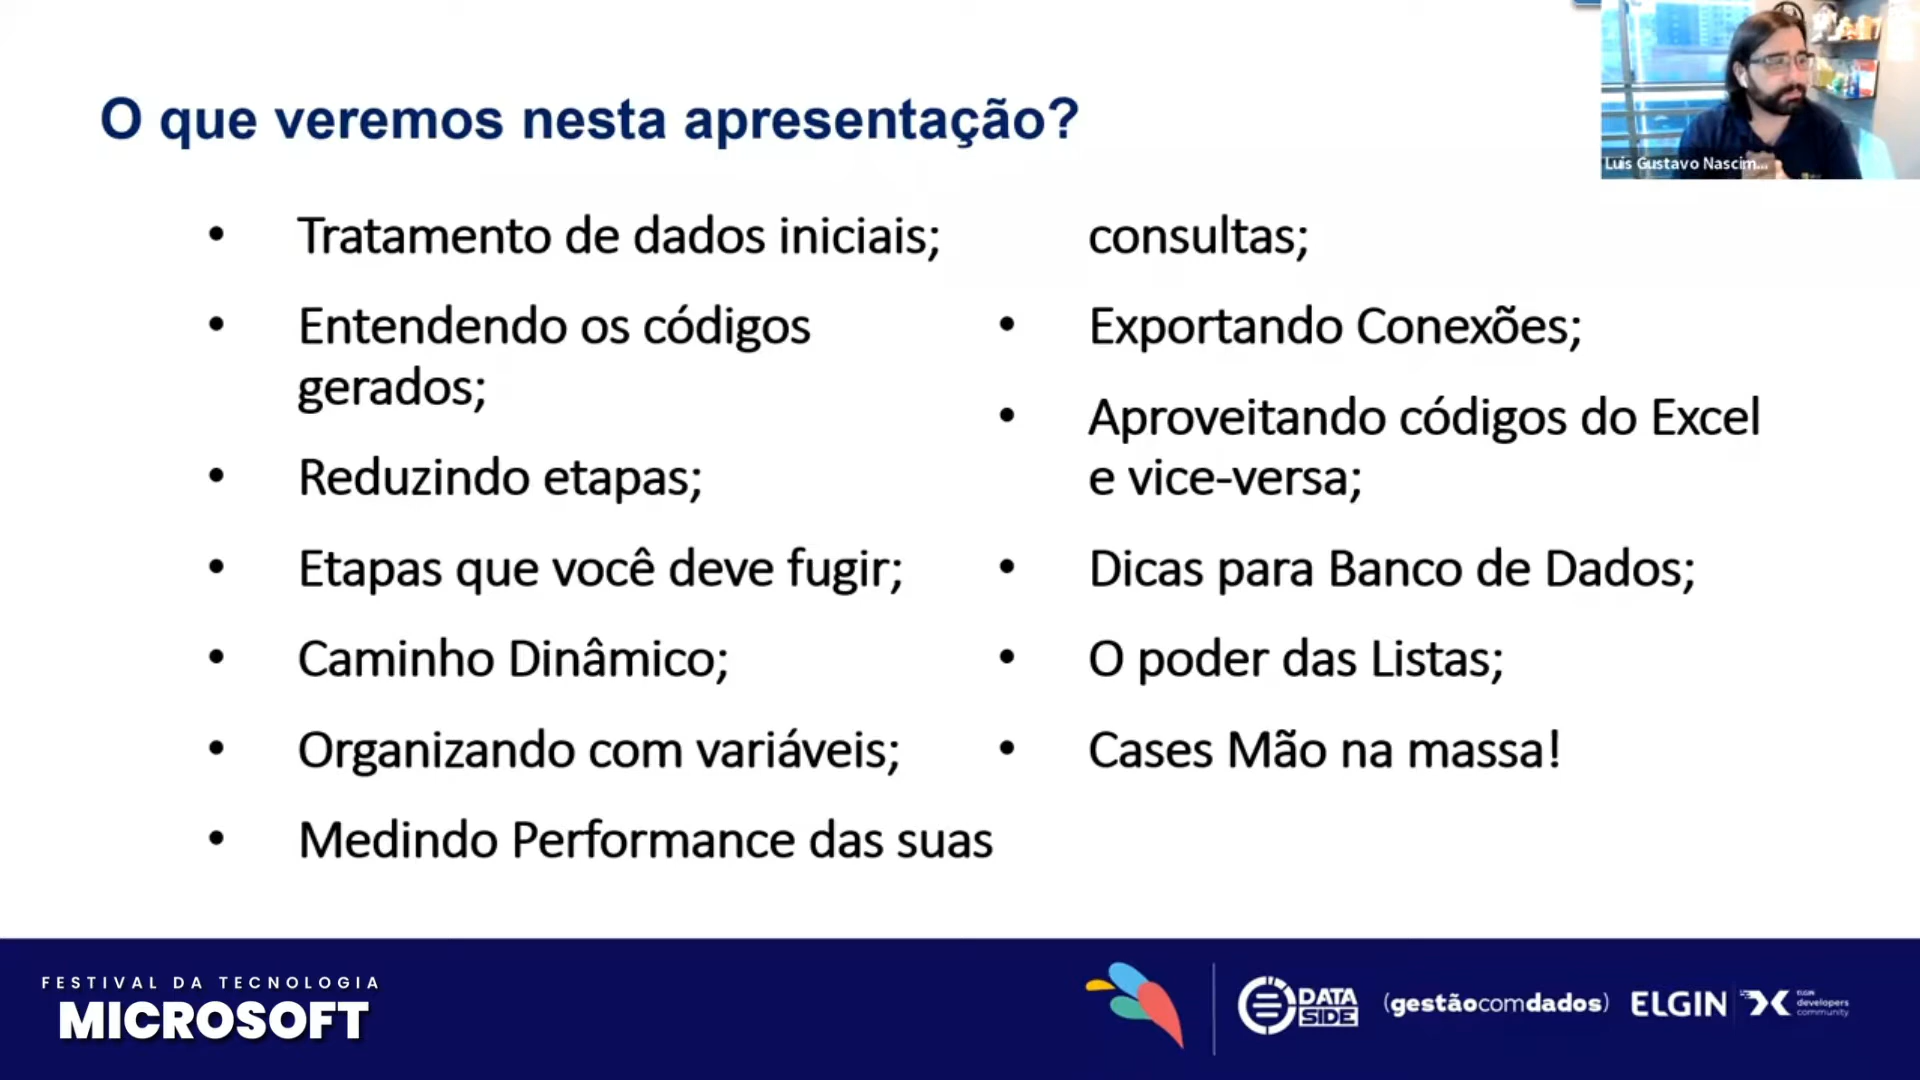 O que veremos nesta apresentação?
Luis Gustavo Nascim...
• Tratamento de dados iniciais;
• Entendendo os códigos
gerados;
• Reduzindo etapas;
• Etapas que você deve fugir;
• Caminho Dinâmico;
• Organizando com variáveis;
• Medindo Performance das suas
consultas;
• Exportando Conexões;
• Aproveitando códigos do Excel
e vice-versa;
• Dicas para Banco de Dados;
• O poder das Listas;
• Cases Mão na massa!
FESTIVAL DA TECNOLOGIA
MICROSOFT
DATA
SIDE
(gestãocomdados)
ELGIN
ELGIN
developers
community